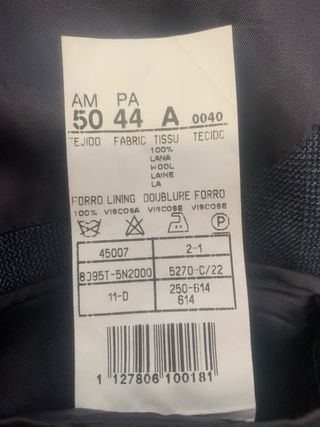 AM PA
50 44 A 0040
TEJIDO FABRIC TISSU TECIDO
100%
LANA
WOOL
LAINE
LA
FORRO LINING DOUBLURE FORRO
100% VISCOSA VISCOSE VISCOSE
P
45007 2-1
8095T-5N2000 5270-C/22
11-D 250-614
614
1 127806 100181